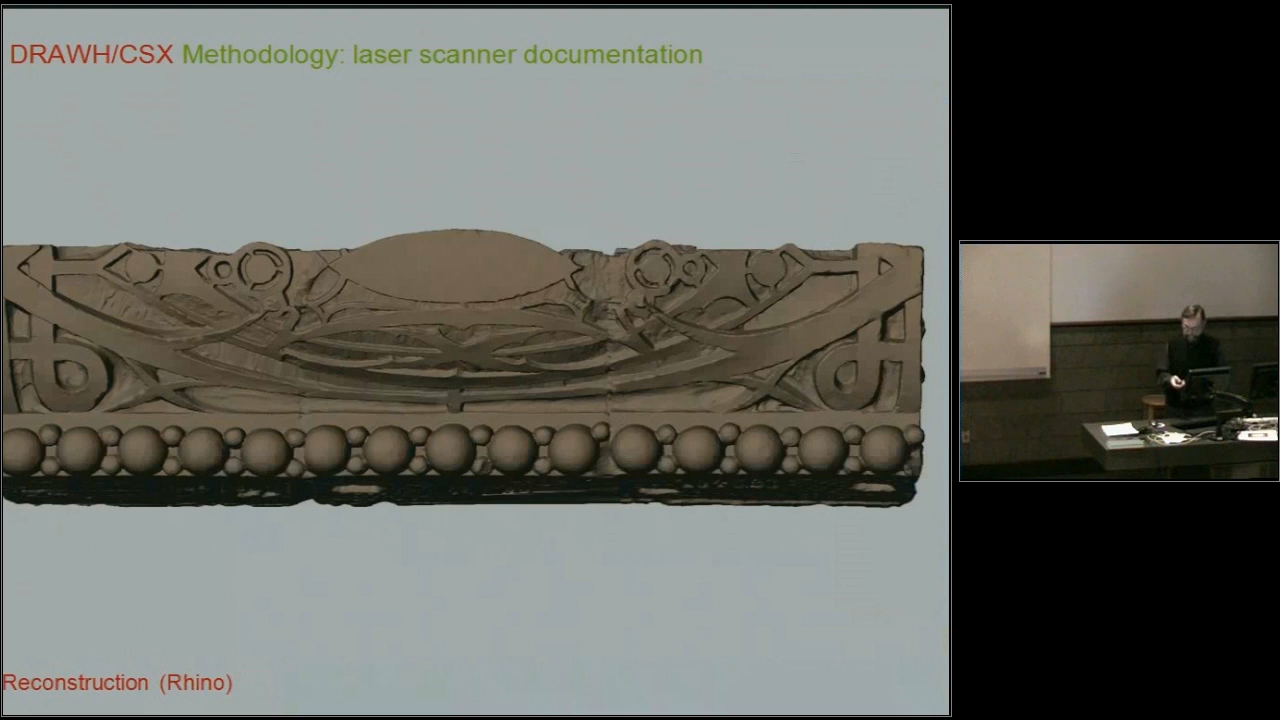 DRAWH/CSX Methodology: laser scanner documentation
Reconstruction (Rhino)